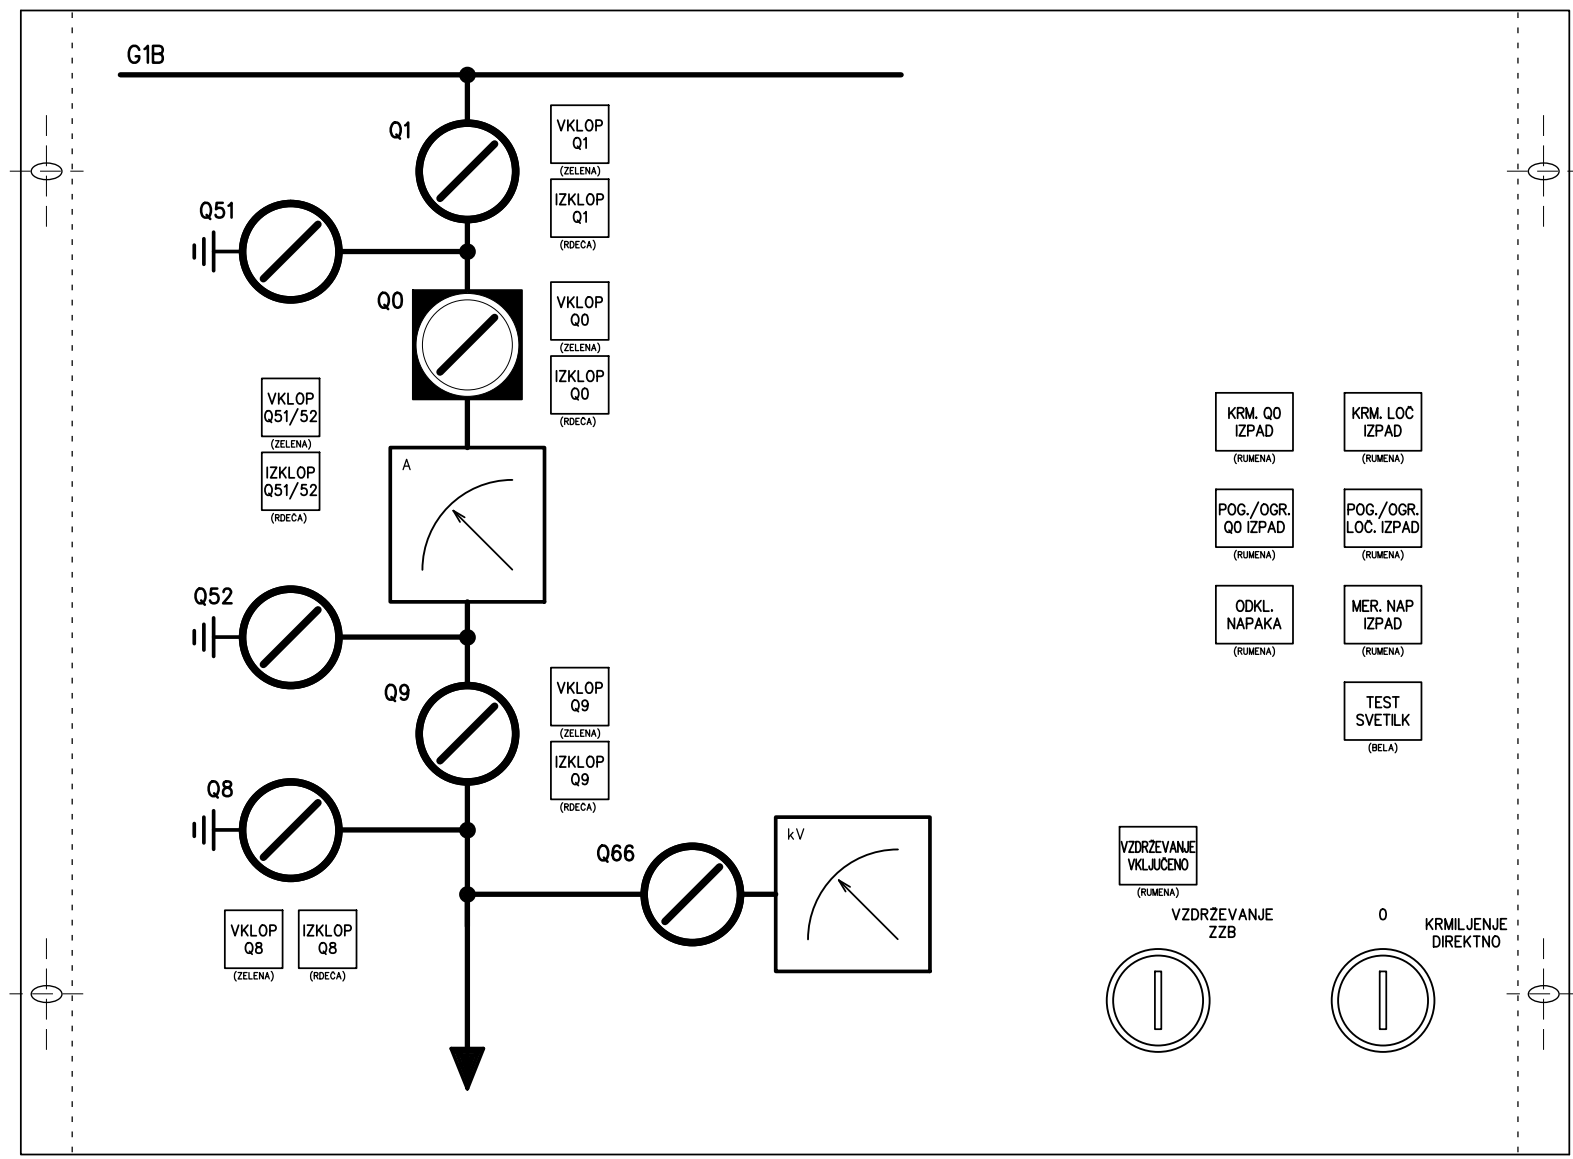 G1B
Q1
VKLOP
Q1
(ZELENA)
IZKLOP
Q1
(RDEČA)
Q51
Q0
VKLOP
Q0
(ZELENA)
IZKLOP
Q0
(RDEČA)
VKLOP
Q51/52
(ZELENA)
IZKLOP
Q51/52
(RDEČA)
A
Q52
Q9
VKLOP
Q9
(ZELENA)
IZKLOP
Q9
(RDEČA)
Q8
VKLOP
Q8
(ZELENA)
IZKLOP
Q8
(RDEČA)
Q66
kV
KRM. Q0
IZPAD
(RUMENA)
KRM. LOČ
IZPAD
(RUMENA)
POG./OGR.
Q0 IZPAD
(RUMENA)
POG./OGR.
LOČ. IZPAD
(RUMENA)
ODKL.
NAPAKA
(RUMENA)
MER. NAP
IZPAD
(RUMENA)
TEST
SVETILK
(BELA)
VZDRŽEVANJE
VKLJUČENO
(RUMENA)
VZDRŽEVANJE
ZZB
0
KRMILJENJE
DIREKTNO